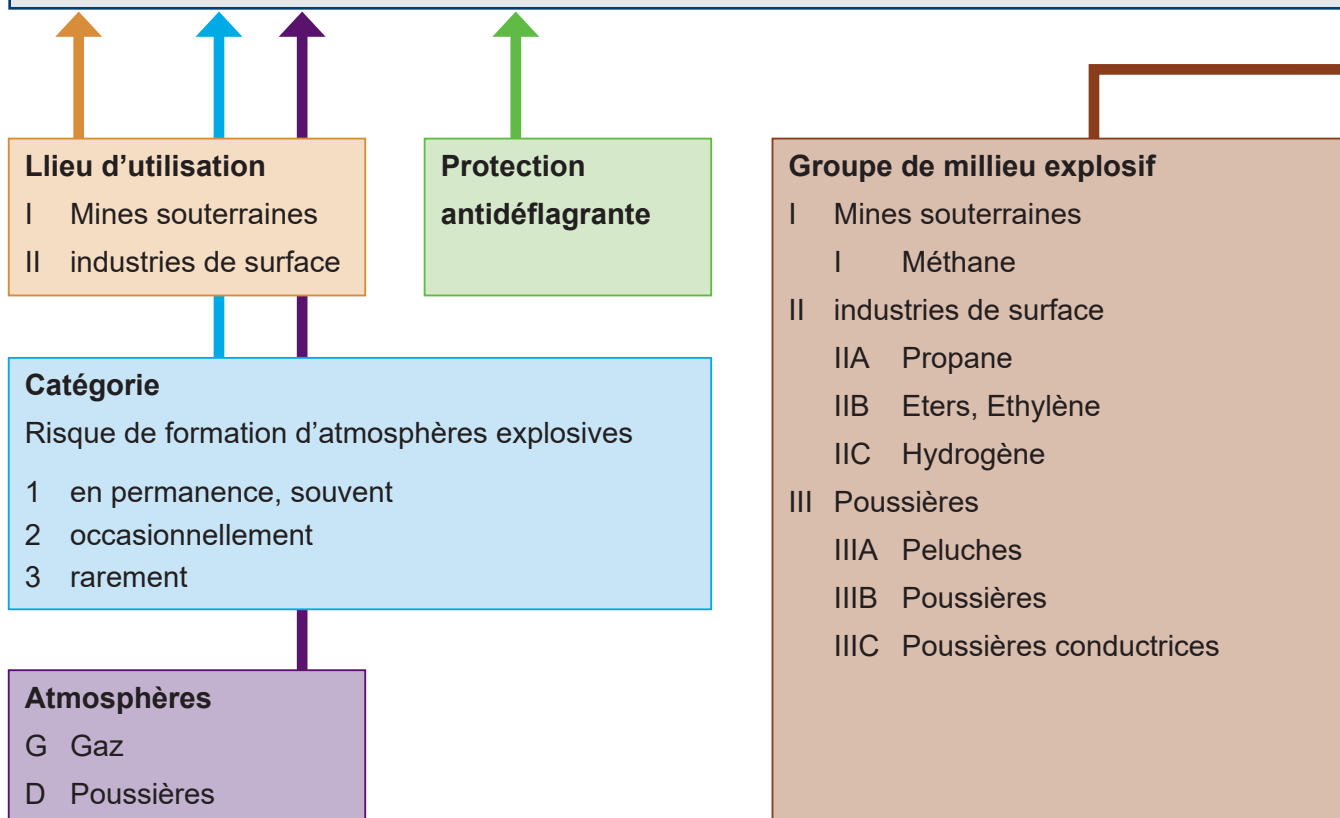 Llieu d'utilisation
I Mines souterraines
II industries de surface
Protection
antidéflagrante
Groupe de millieu explosif
I Mines souterraines
I Méthane
II industries de surface
IIA Propane
IIB Eters, Ethylène
IIC Hydrogène
III Poussières
IIIA Peluches
IIIB Poussières
IIIC Poussières conductrices
Catégorie
Risque de formation d'atmosphères explosives
1 en permanence, souvent
2 occasionnellement
3 rarement
Atmosphères
G Gaz
D Poussières